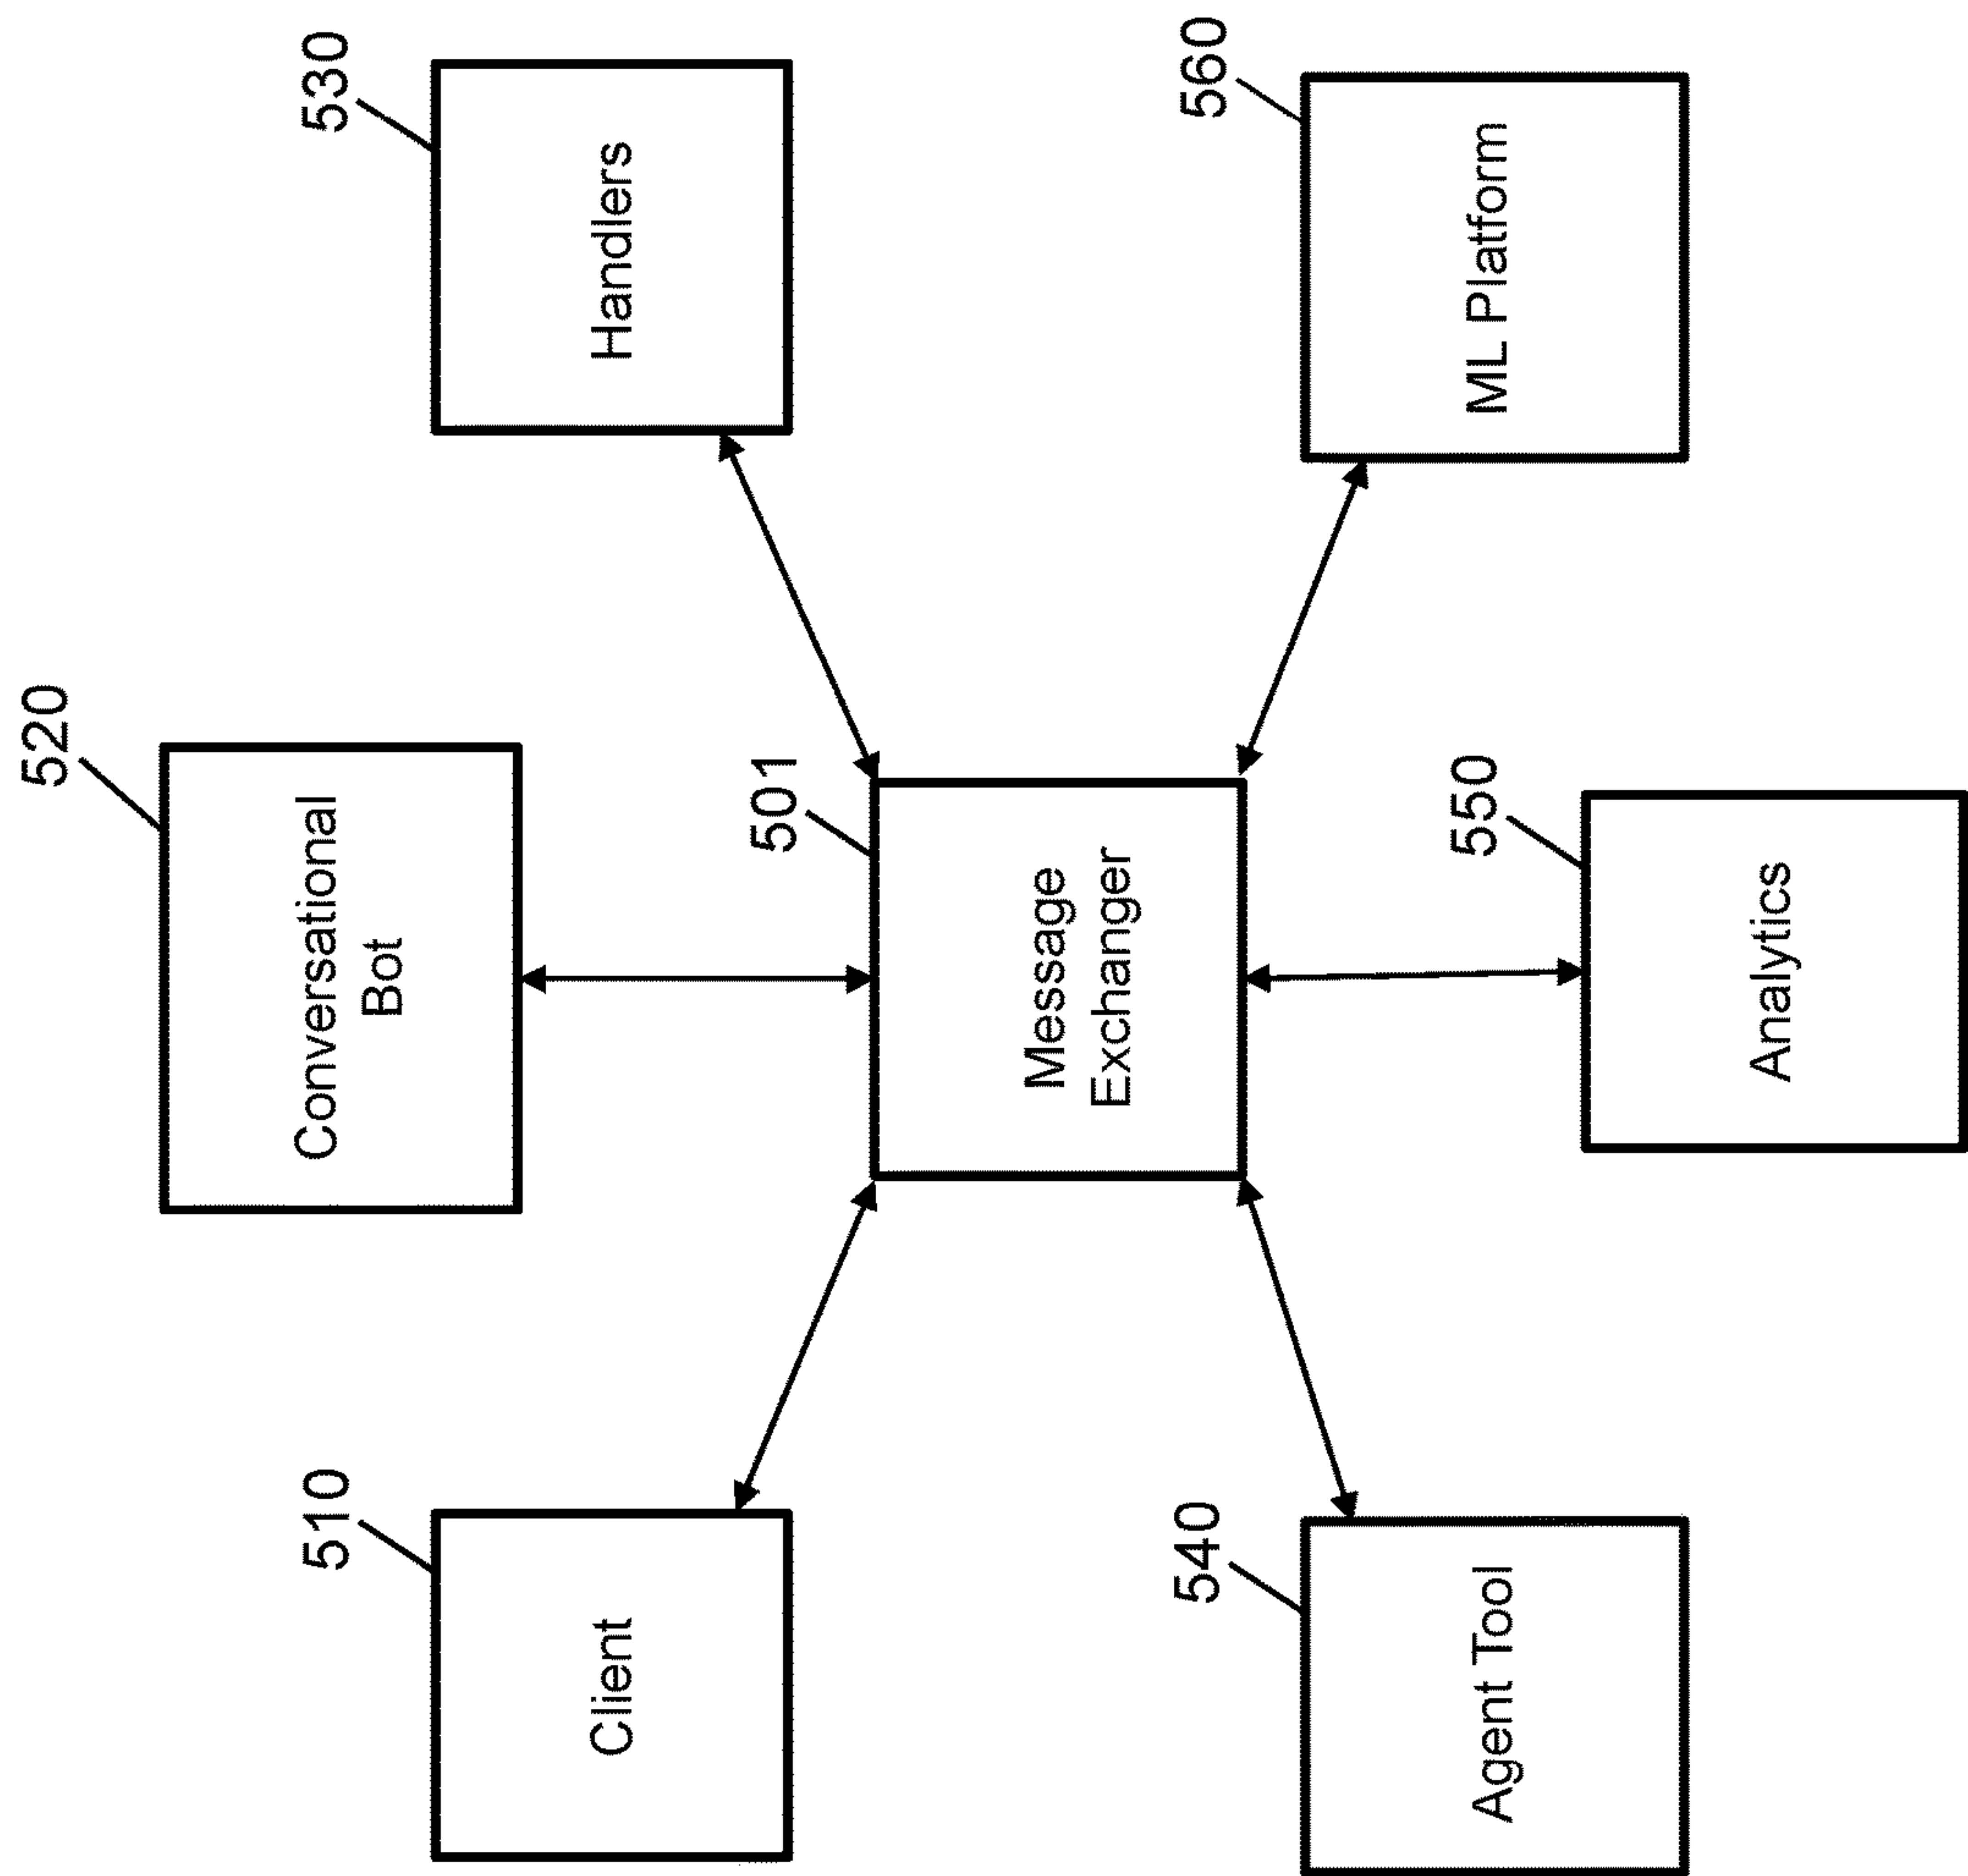 520
Conversational
Bot
510
Client
530
Handlers
501
Message
Exchanger
540
Agent Tool
560
ML Platform
550
Analytics